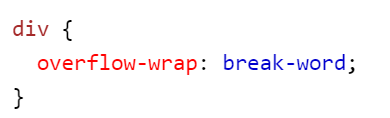 div {
  overflow-wrap: break-word;
}